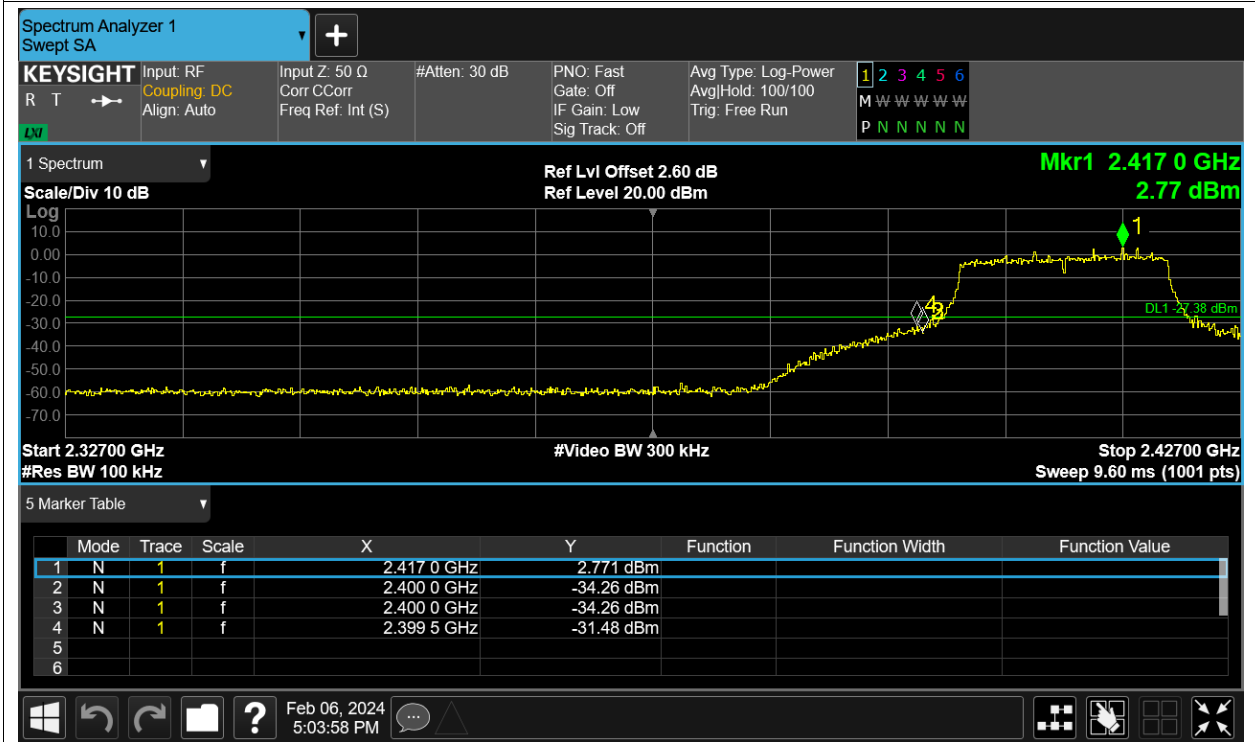 Spectrum Analyzer 1
Swept SA
+
KEYSIGHT Input: RF Input Z: 50 Ω #Atten: 30 dB PNO: Fast Avg Type: Log-Power 1 2 3 4 5 6
R T Coupling: DC Corr CCorr Gate: Off Avg|Hold: 100/100 M W W W W W
Align: Auto Freq Ref: Int (S) IF Gain: Low Trig: Free Run
LXI Sig Track: Off P N N N N N
1 Spectrum Ref Lvl Offset 2.60 dB Mkr1 2.417 0 GHz
Scale/Div 10 dB Ref Level 20.00 dBm 2.77 dBm
Log
1
10.0
0.00
-10.0
-20.0
4
DL1 -27.38 dBm
-30.0
-40.0
-50.0
-60.0
-70.0
Start 2.32700 GHz #Video BW 300 kHz Stop 2.42700 GHz
#Res BW 100 kHz Sweep 9.60 ms (1001 pts)
5 Marker Table
Mode Trace Scale X Y Function Function Width Function Value
1 N 1 f 2.417 0 GHz 2.771 dBm
2 N 1 f 2.400 0 GHz -34.26 dBm
3 N 1 f 2.400 0 GHz -34.26 dBm
4 N 1 f 2.399 5 GHz -31.48 dBm
5
6
? Feb 06, 2024
5:03:58 PM